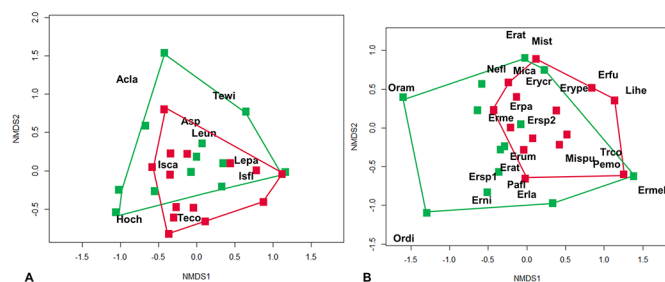 2.0
1.5
1.0
0.5
0.0
-0.5
NMDS2
Acla
Tewi
Asp
Leun
Isca
Lepa
Isfl
Hoch
Teco
-1.5 -1.0 -0.5 0.0 0.5 1.0 1.5
NMDS1
A
1.0
0.5
0.0
-0.5
-1.0
-1.5
NMDS2
Erat
Mist
Nefl
Mica
Oram
Erycr
Erype
Erfu
Lihe
Erpa
Erme
Ersp2
Erum
Mispu
Trco
Pemo
Ersp1
Erat
Pafl
Ermel
Erni
Erla
Ordi
-1.5 -1.0 -0.5 0.0 0.5 1.0 1.5
NMDS1
B